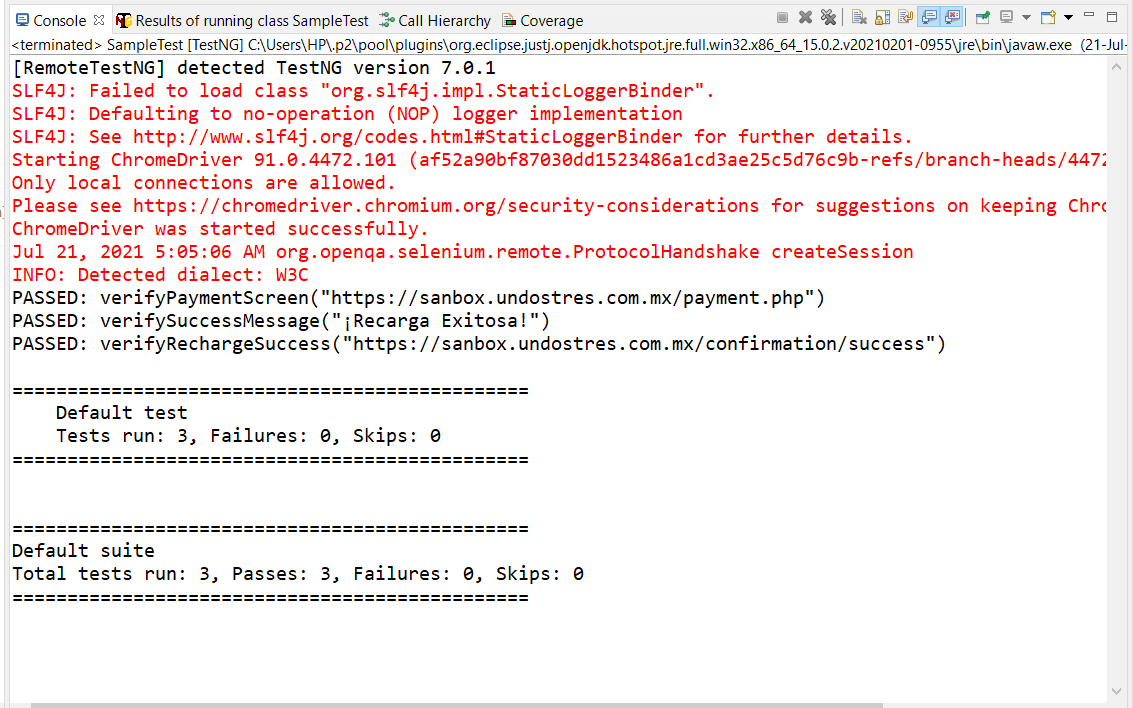 Console Results of running class SampleTest Call Hierarchy Coverage
<terminated> SampleTest [TestNG] C:\Users\HP\.p2\pool\plugins\org.eclipse.justj.openjdk.hotspot.jre.full.win32.x86_64_15.0.2.v20210201-0955\jre\bin\javaw.exe (21-Jul-
[RemoteTestNG] detected TestNG version 7.0.1
SLF4J: Failed to load class "org.slf4j.impl.StaticLoggerBinder".
SLF4J: Defaulting to no-operation (NOP) logger implementation
SLF4J: See http://www.slf4j.org/codes.html#StaticLoggerBinder for further details.
Starting ChromeDriver 91.0.4472.101 (af52a90bf87030dd1523486a1cd3ae25c5d76c9b-refs/branch-heads/4472
Only local connections are allowed.
Please see https://chromedriver.chromium.org/security-considerations for suggestions on keeping Chro
ChromeDriver was started successfully.
Jul 21, 2021 5:05:06 AM org.openqa.selenium.remote.ProtocolHandshake createSession
INFO: Detected dialect: W3C
PASSED: verifyPaymentScreen("https://sanbox.undostres.com.mx/payment.php")
PASSED: verifySuccessMessage("¡Recarga Exitosa!")
PASSED: verifyRechargeSuccess("https://sanbox.undostres.com.mx/confirmation/success")
===============================================
Default test
Tests run: 3, Failures: 0, Skips: 0
===============================================
===============================================
Default suite
Total tests run: 3, Passes: 3, Failures: 0, Skips: 0
===============================================